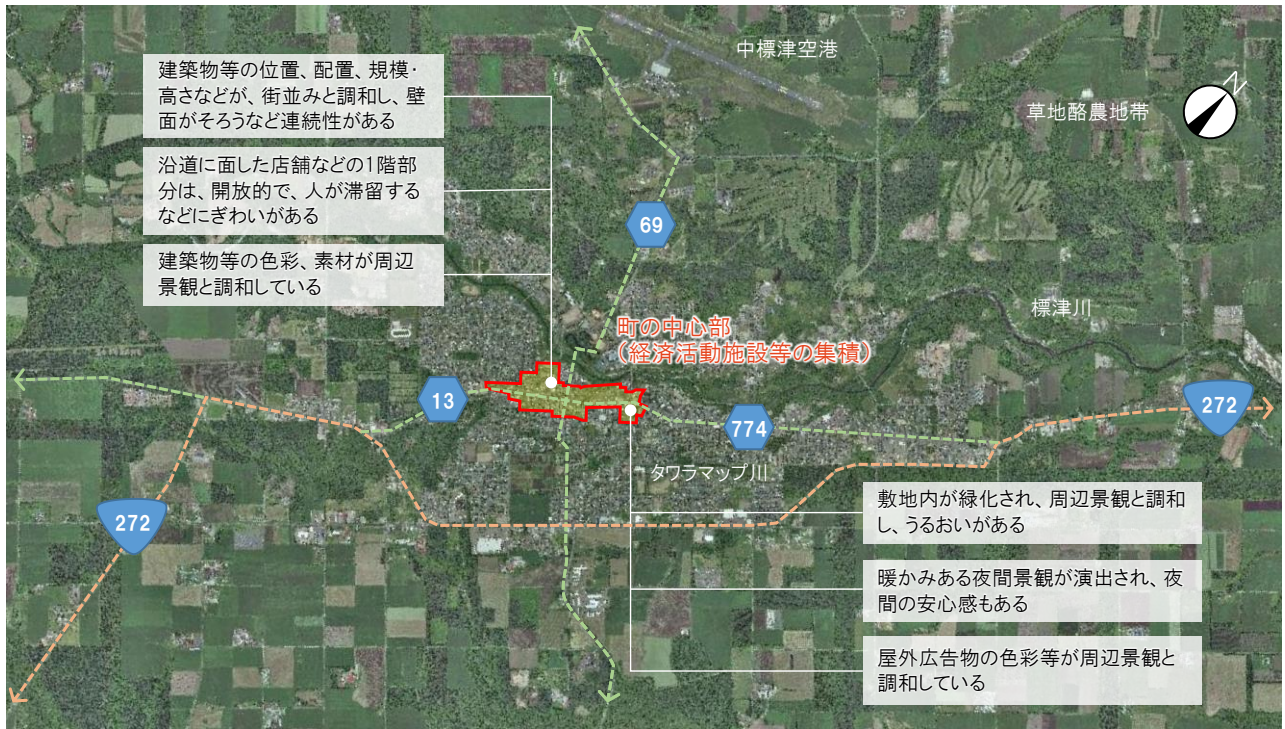 中標津空港
N
草地酪農地帯
建築物等の位置、配置、規模・
高さなどが、街並みと調和し、壁
面がそろうなど連続性がある
沿道に面した店舗などの1階部
分は、開放的で、人が滞留する
などにぎわいがある
建築物等の色彩、素材が周辺
景観と調和している
69
標津川
町の中心部
（経済活動施設等の集積）
13
774
272
タワラマップ川
272
敷地内が緑化され、周辺景観と調和
し、うるおいがある
暖かみある夜間景観が演出され、夜
間の安心感もある
屋外広告物の色彩等が周辺景観と
調和している